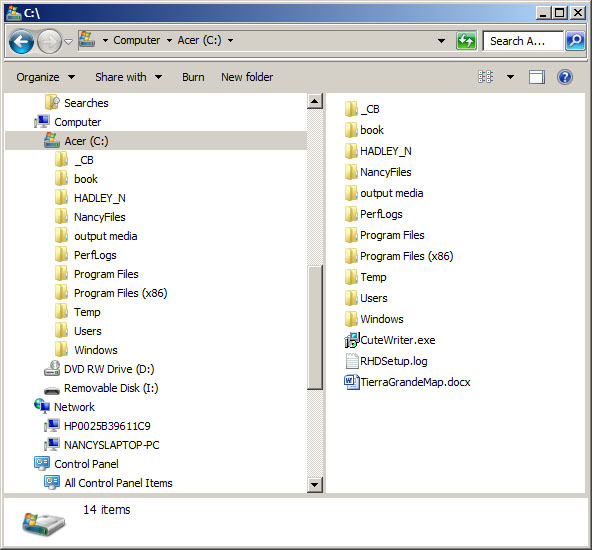 C:\
Computer Acer (C:) Search A...
Organize Share with Burn New folder
Searches
Computer
Acer (C:)
_CB
book
HADLEY_N
NancyFiles
output media
PerfLogs
Program Files
Program Files (x86)
Temp
Users
Windows
DVD RW Drive (D:)
Removable Disk (I:)
Network
HP0025B39611C9
NANCYSLAPTOP-PC
Control Panel
All Control Panel Items
_CB
book
HADLEY_N
NancyFiles
output media
PerfLogs
Program Files
Program Files (x86)
Temp
Users
Windows
CuteWriter.exe
RHDSetup.log
TierraGrandeMap.docx
14 items